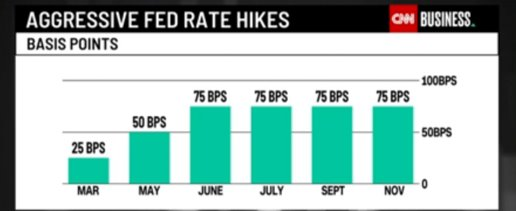 AGGRESSIVE FED RATE HIKES
CNN BUSINESS
BASIS POINTS
100BPS
75 BPS 75 BPS 75 BPS 75 BPS
50 BPS
50BPS
25 BPS
0
MAR MAY JUNE JULY SEPT NOV